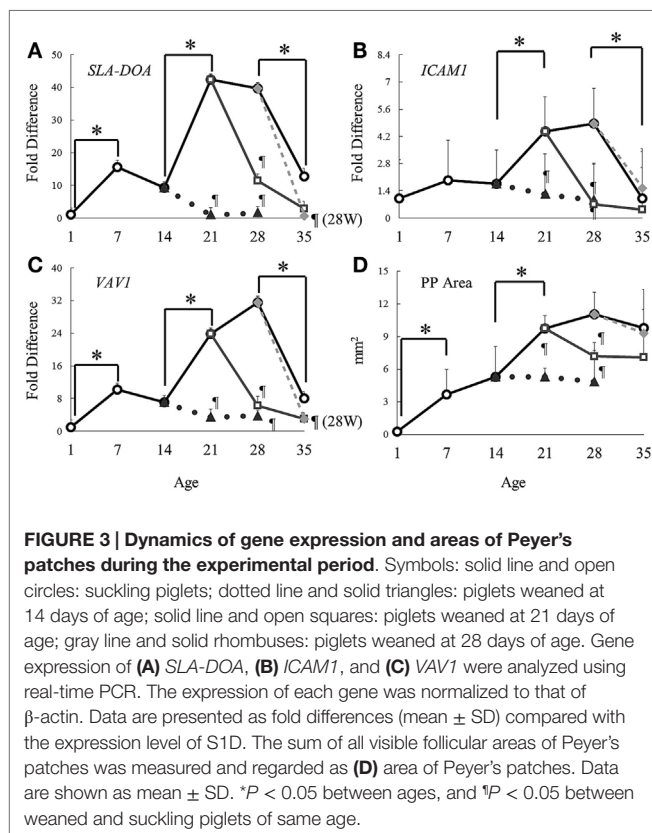 A
SLA-DOA
Fold Difference
50
40
30
20
10
0
*
*
*
¶
¶
¶ (28W)
1 7 14 21 28 35
B
ICAM1
Fold Difference
8.4
7.0
5.6
4.2
2.8
1.4
0
*
*
¶
¶
¶
1 7 14 21 28 35
C
VAV1
Fold Difference
32
24
16
8
0
*
*
*
¶
¶
¶
¶ (28W)
1 7 14 21 28 35
Age
D
PP Area
mm²
15
12
9
6
3
0
*
*
¶
¶
¶
1 7 14 21 28 35
Age
FIGURE 3 | Dynamics of gene expression and areas of Peyer’s
patches during the experimental period. Symbols: solid line and open
circles: suckling piglets; dotted line and solid triangles: piglets weaned at
14 days of age; solid line and open squares: piglets weaned at 21 days of
age; gray line and solid rhombuses: piglets weaned at 28 days of age. Gene
expression of (A) SLA-DOA, (B) ICAM1, and (C) VAV1 were analyzed using
real-time PCR. The expression of each gene was normalized to that of
β-actin. Data are presented as fold differences (mean ± SD) compared with
the expression level of S1D. The sum of all visible follicular areas of Peyer’s
patches was measured and regarded as (D) area of Peyer’s patches. Data
are shown as mean ± SD. *P < 0.05 between ages, and ¶P < 0.05 between
weaned and suckling piglets of same age.